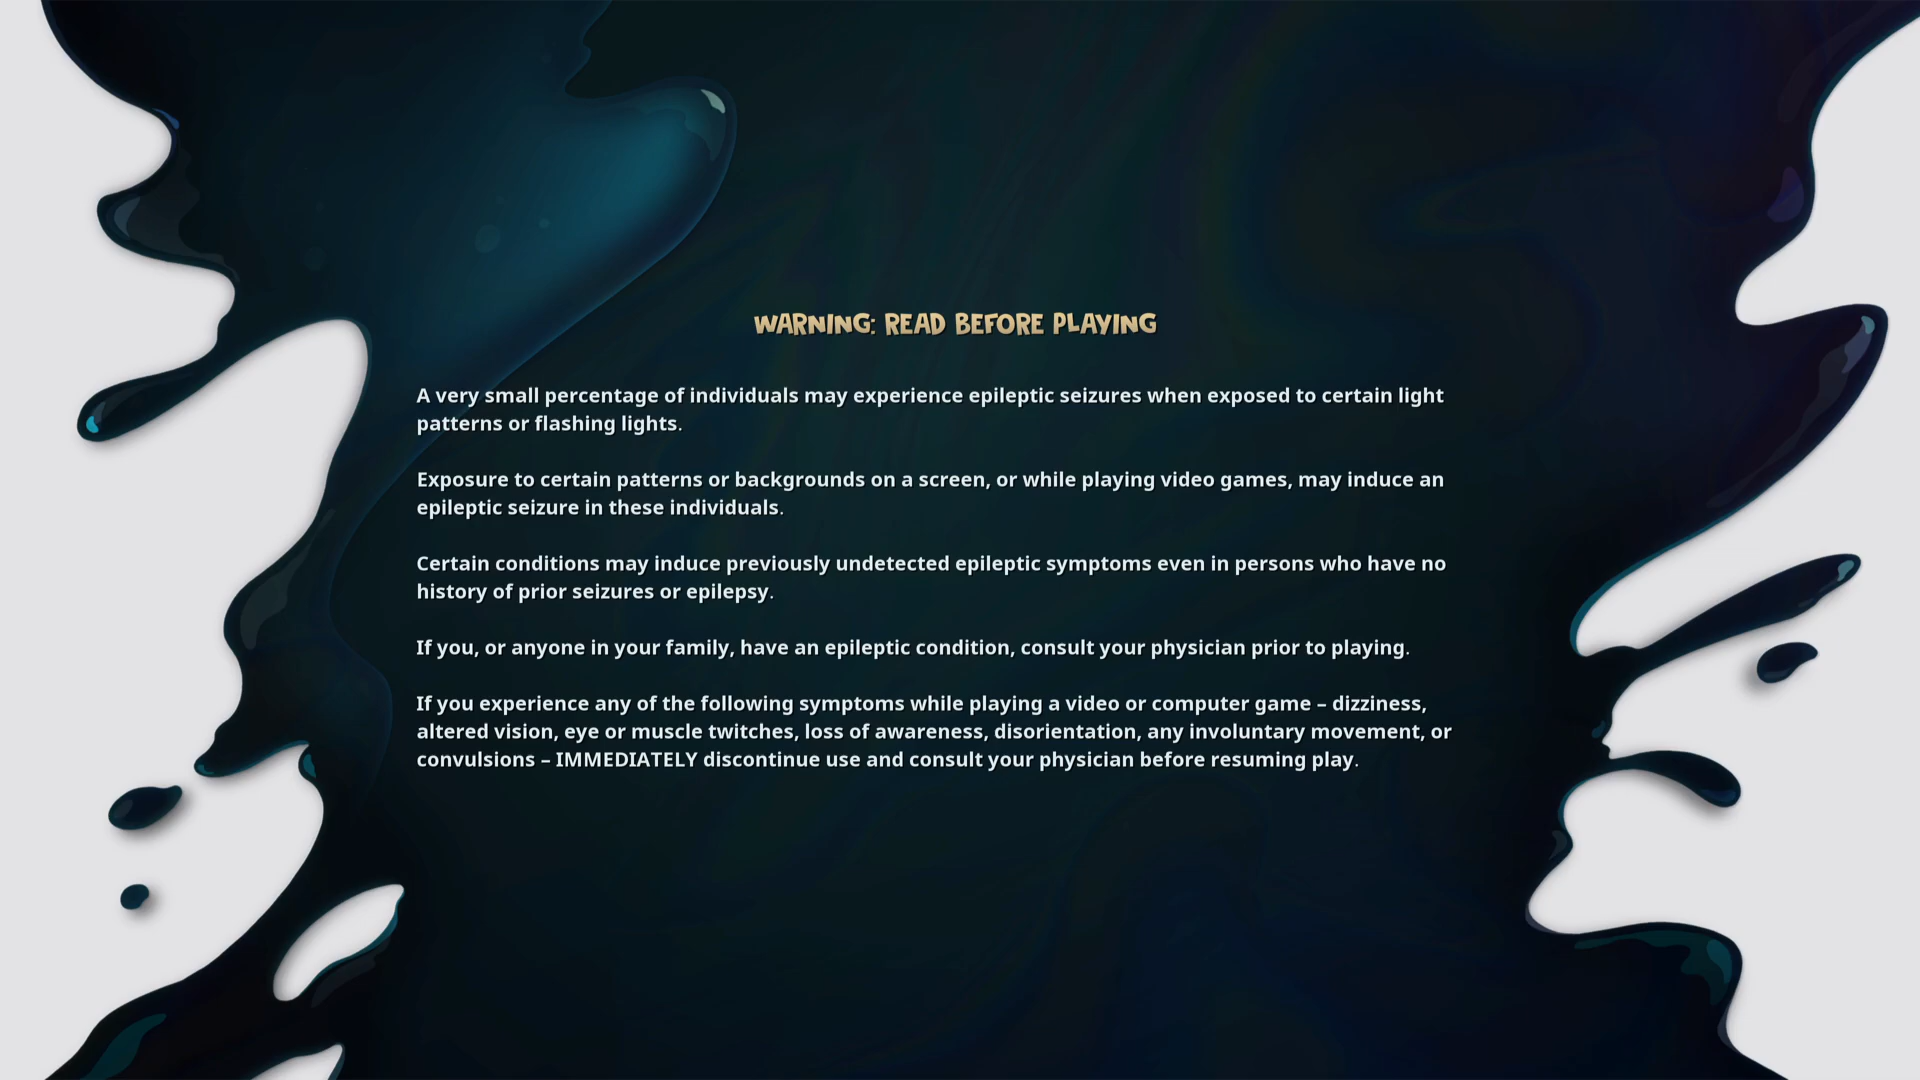 WARNING: READ BEFORE PLAYING
A very small percentage of individuals may experience epileptic seizures when exposed to certain light
patterns or flashing lights.
Exposure to certain patterns or backgrounds on a screen, or while playing video games, may induce an
epileptic seizure in these individuals.
Certain conditions may induce previously undetected epileptic symptoms even in persons who have no
history of prior seizures or epilepsy.
If you, or anyone in your family, have an epileptic condition, consult your physician prior to playing.
If you experience any of the following symptoms while playing a video or computer game – dizziness,
altered vision, eye or muscle twitches, loss of awareness, disorientation, any involuntary movement, or
convulsions – IMMEDIATELY discontinue use and consult your physician before resuming play.